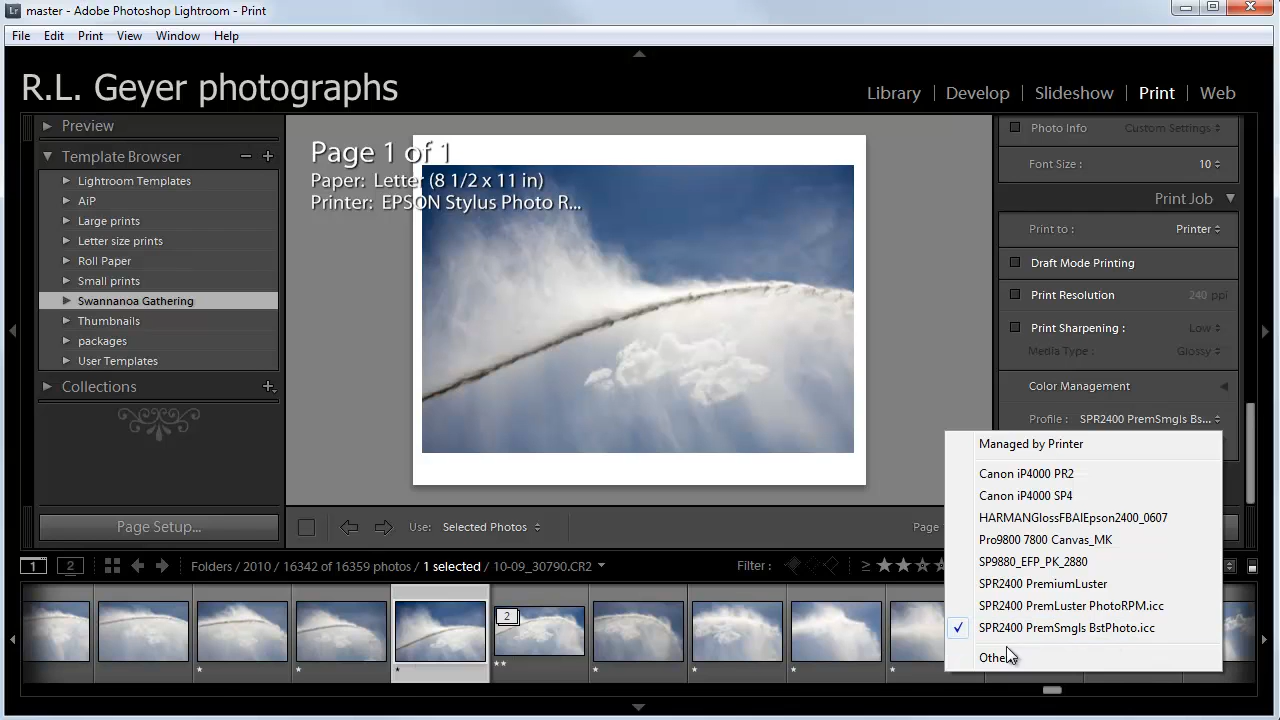 Lr master - Adobe Photoshop Lightroom - Print
File Edit Print View Window Help
R.L. Geyer photographs
Library | Develop | Slideshow | Print | Web
Preview
Template Browser
Lightroom Templates
AiP
Large prints
Letter size prints
Roll Paper
Small prints
Swannanoa Gathering
Thumbnails
packages
User Templates
Collections
Page Setup...
Page 1 of 1
Paper: Letter (8 1/2 x 11 in)
Printer: EPSON Stylus Photo R...
Photo Info Custom Settings
Font Size : 10
Print Job
Print to : Printer
Draft Mode Printing
Print Resolution 240 ppi
Print Sharpening : Low
Media Type : Glossy
Color Management
Profile : SPR2400 PremSmgls Bs...
Managed by Printer
Canon iP4000 PR2
Canon iP4000 SP4
HARMANGlossFBAlEpson2400_0607
Pro9800 7800 Canvas_MK
SP9880_EFP_PK_2880
SPR2400 PremiumLuster
SPR2400 PremLuster PhotoRPM.icc
SPR2400 PremSmgls BstPhoto.icc
Use: Selected Photos Page
1 2 Folders / 2010 / 16342 of 16359 photos / 1 selected / 10-09_30790.CR2 Filter : ≥
2